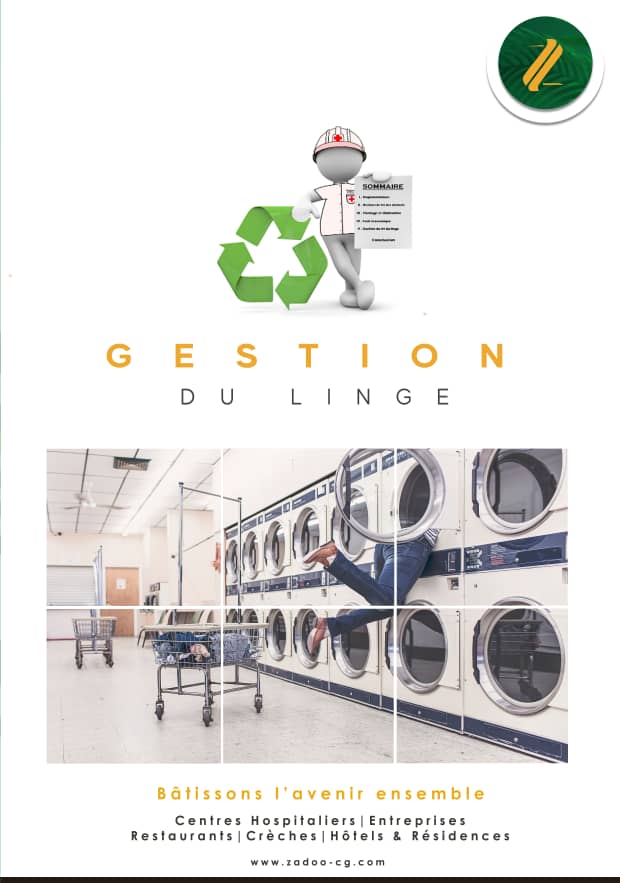 SOMMAIRE
GESTION
DU LINGE
Bâtissons l'avenir ensemble
Centres Hospitaliers|Entreprises
Restaurants|Crèches|Hôtels & Résidences
www.zadoo-cg.com